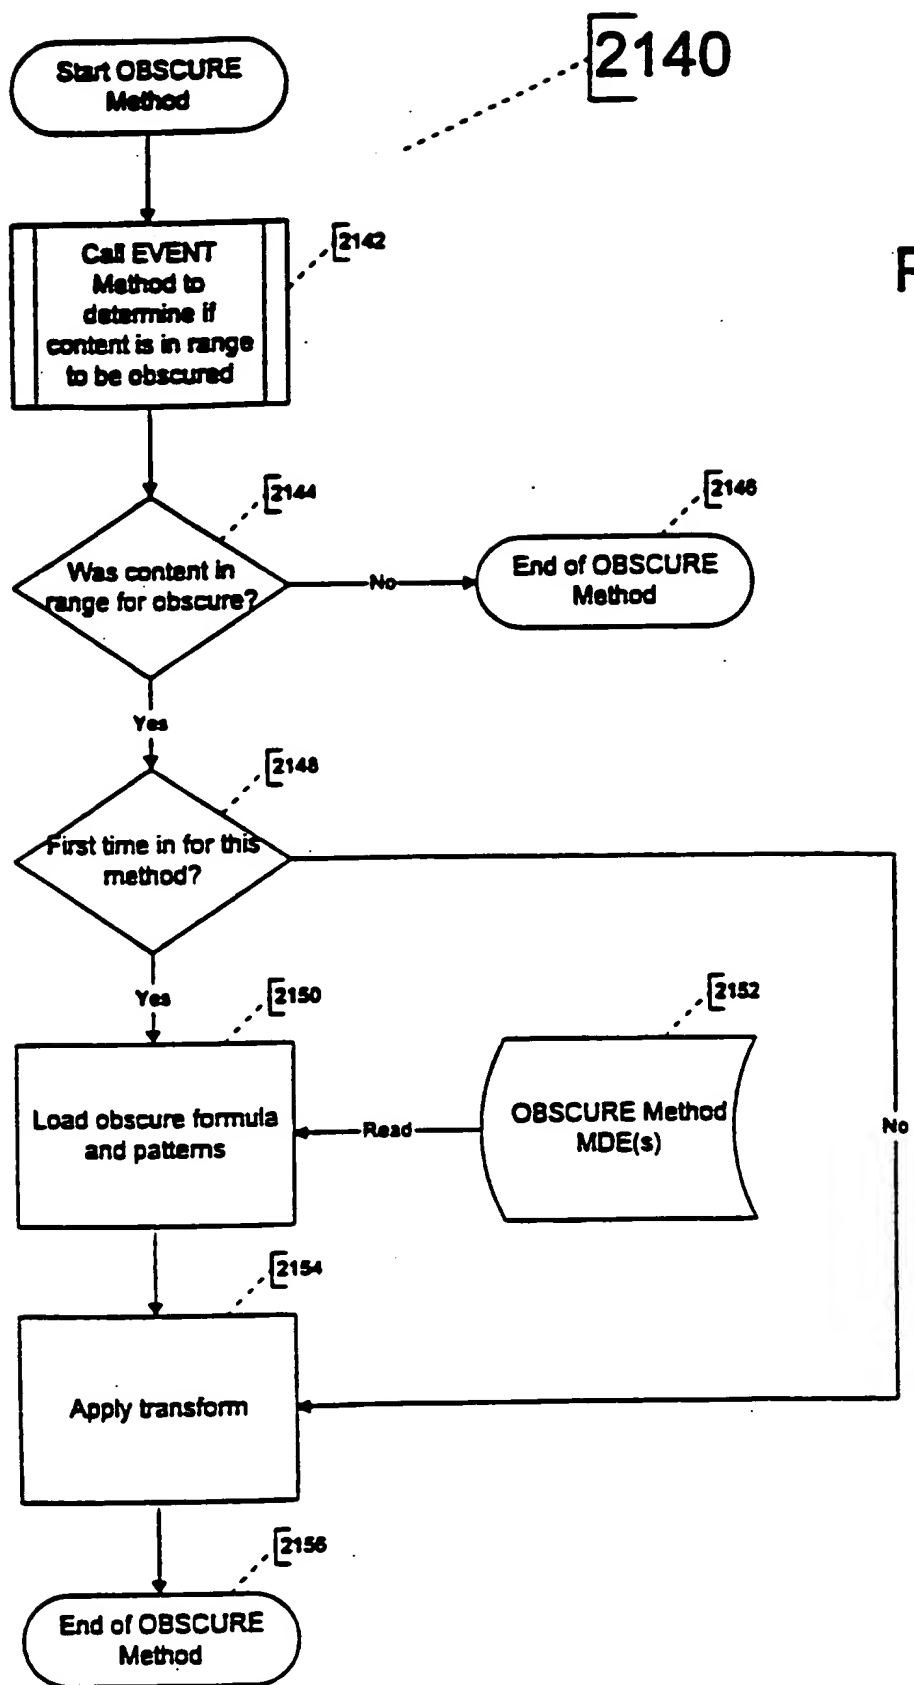 2140
Start OBSCURE
Method
2142
F
Call EVENT
Method to
determine if
content is in range
to be obscured
2144
2146
Was content in
range for obscure?
No
End of OBSCURE
Method
Yes
2148
First time in for this
method?
Yes
2150
2152
Load obscure formula
and patterns
Read
OBSCURE Method
MDE(s)
No
2154
Apply transform
2156
End of OBSCURE
Method